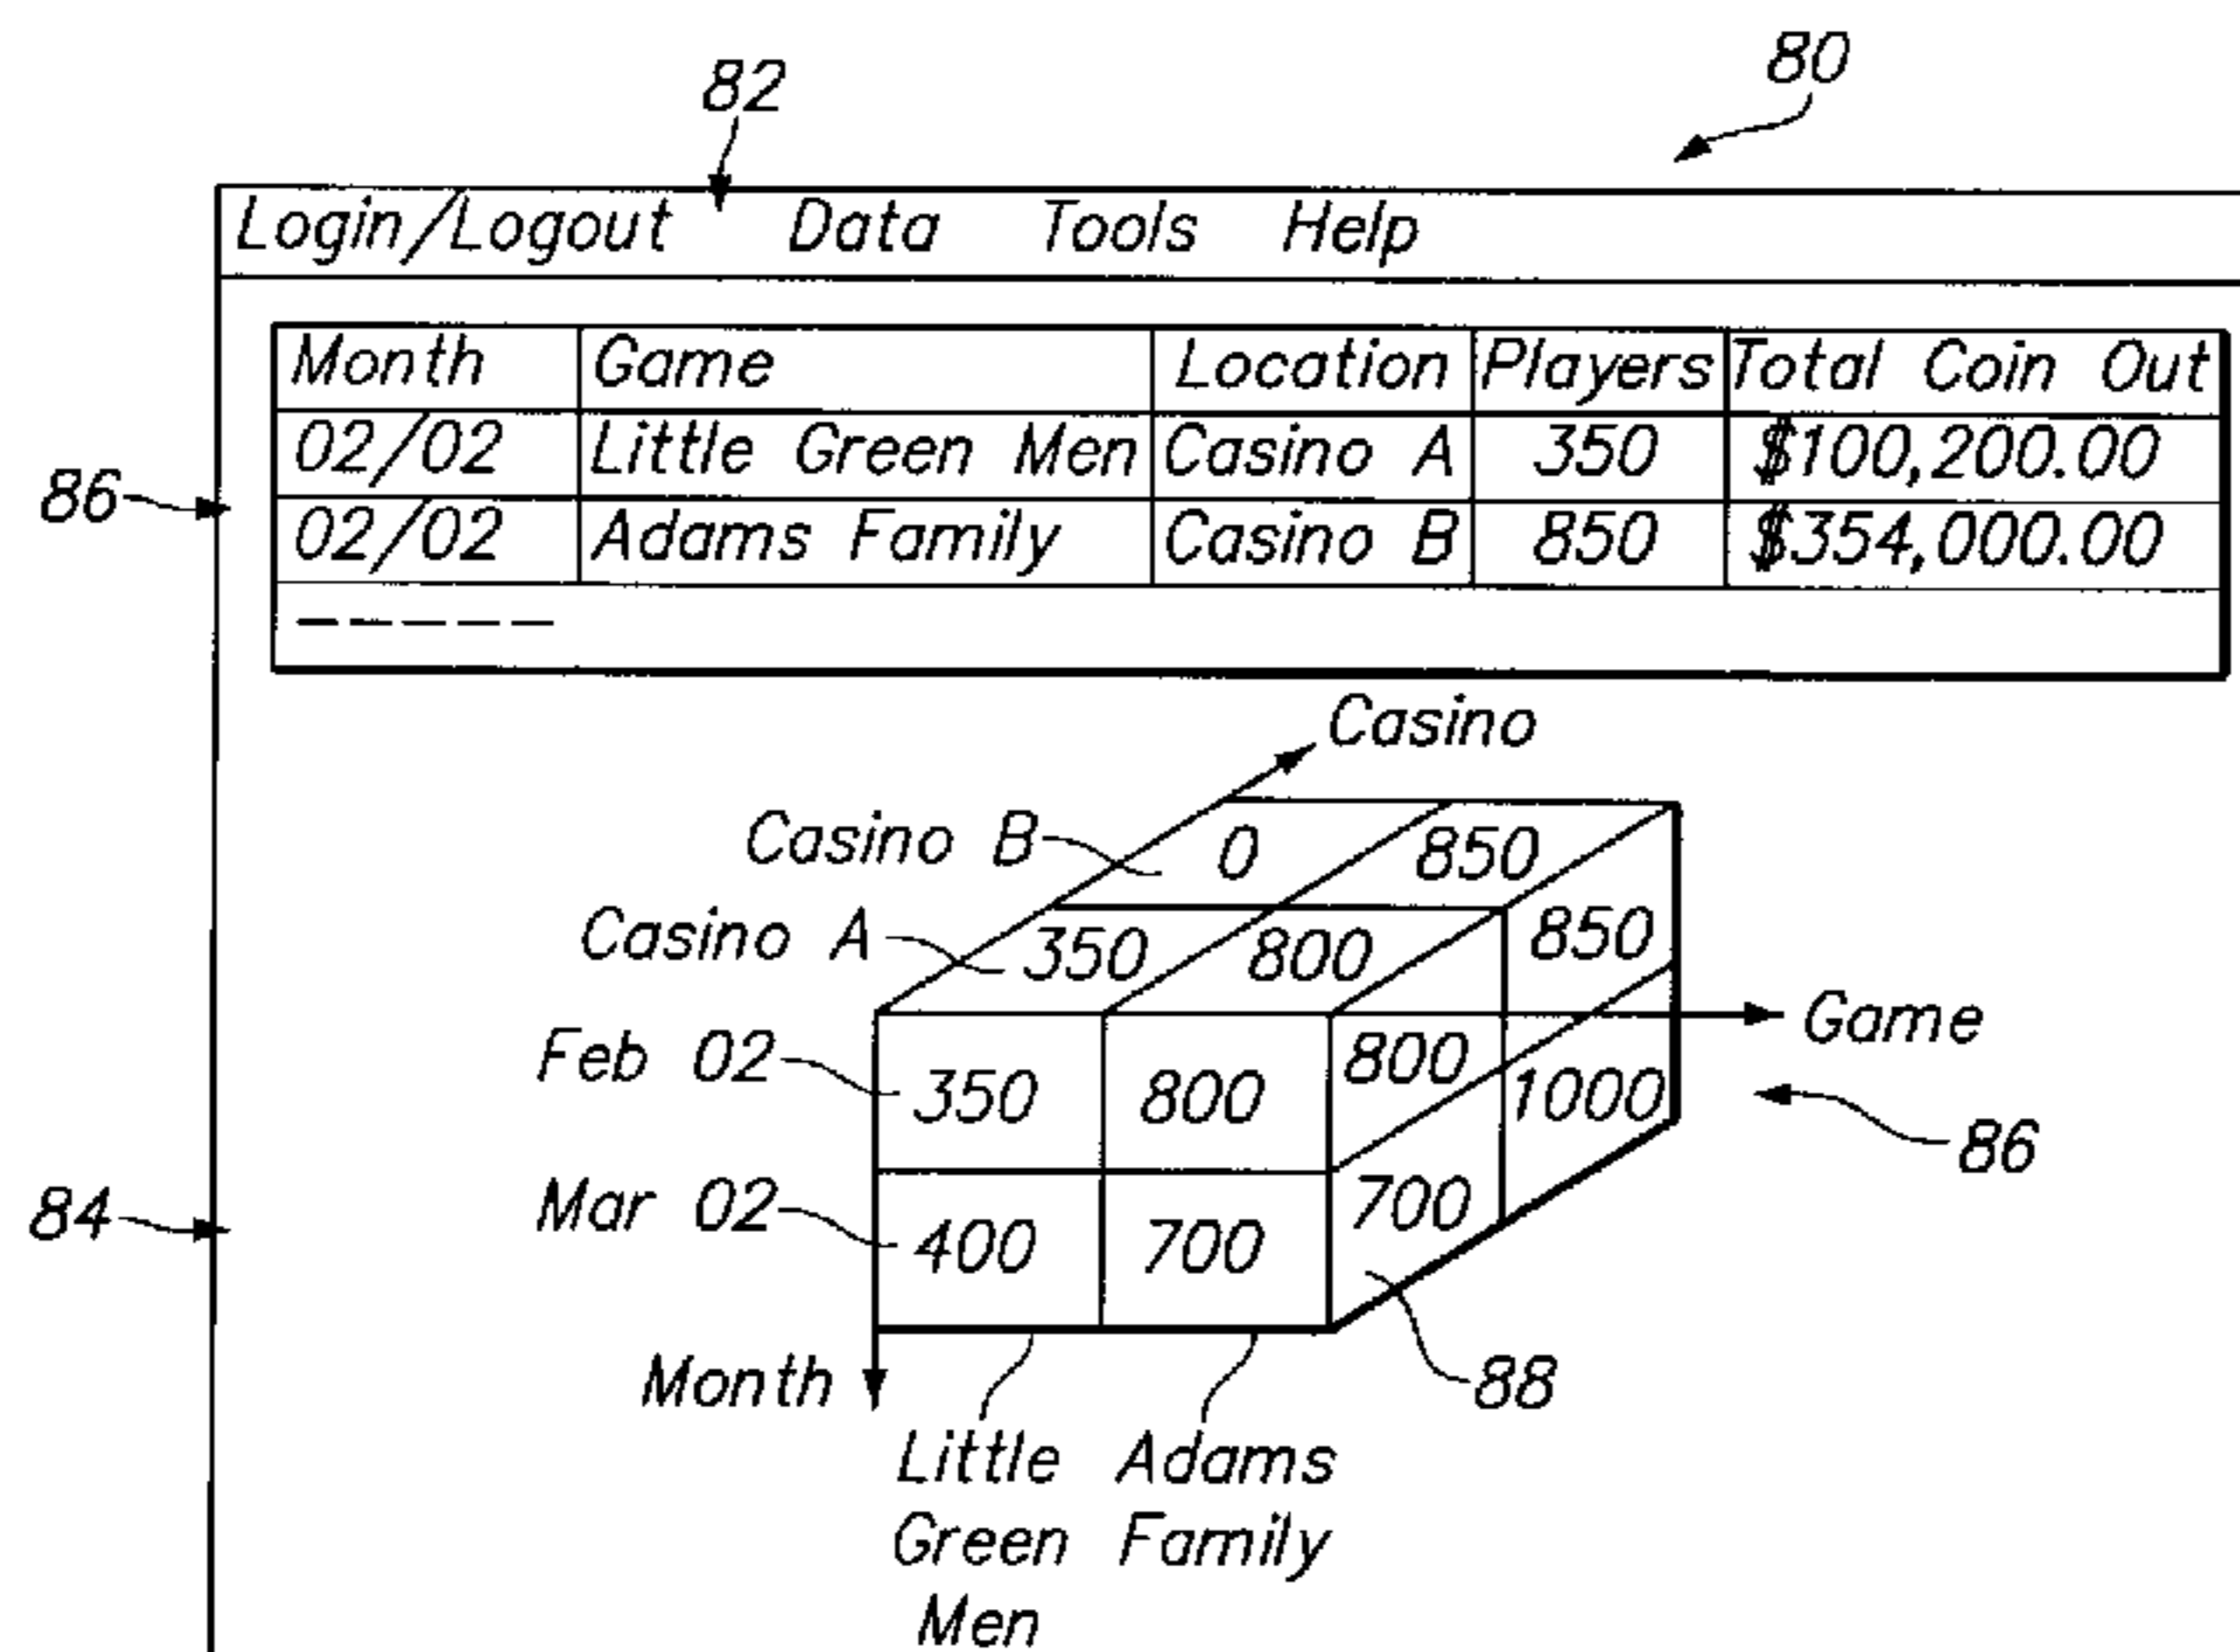 80
82
Login/Logout Data Tools Help
Month Game Location Players Total Coin Out
02/02 Little Green Men Casino A 350 $100,200.00
86
02/02 Adams Family Casino B 850 $354,000.00
-----
Casino
Casino B 0 850
Casino A 350 800 850
Game
Feb 02 350 800 800 1000
86
84
Mar 02 400 700 700
Month
88
Little Adams
Green Family
Men